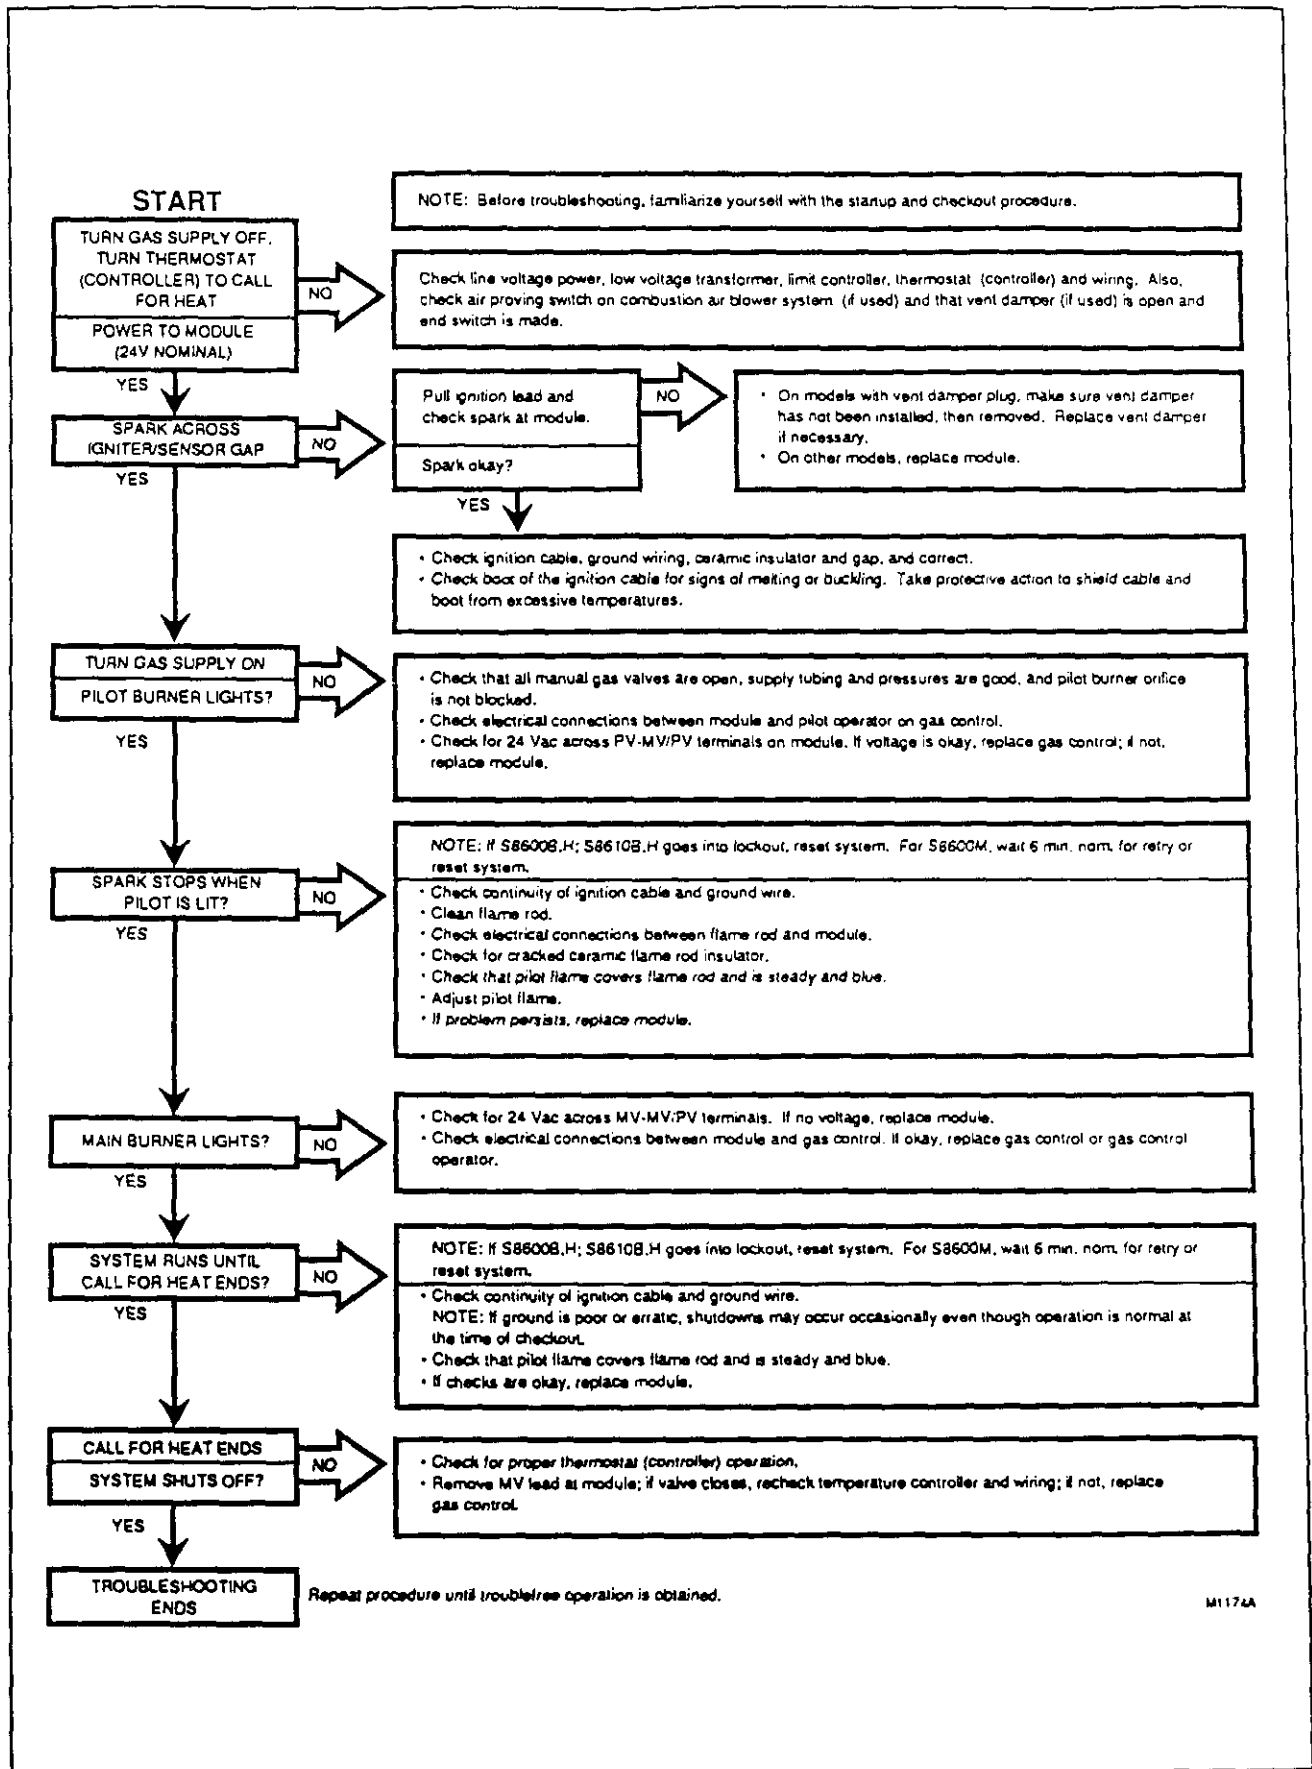 START
NOTE: Before troubleshooting, familiarize yourself with the startup and checkout procedure.
TURN GAS SUPPLY OFF,
TURN THERMOSTAT
(CONTROLLER) TO CALL
FOR HEAT
POWER TO MODULE
(24V NOMINAL)
NO
Check line voltage power, low voltage transformer, limit controller, thermostat (controller) and wiring. Also,
check air proving switch on combustion air blower system (if used) and that vent damper (if used) is open and
end switch is made.
YES
SPARK ACROSS
IGNITER/SENSOR GAP
NO
Pull ignition lead and
check spark at module.
Spark okay?
NO
• On models with vent damper plug, make sure vent damper
has not been installed, then removed. Replace vent damper
if necessary.
• On other models, replace module.
YES
YES
• Check ignition cable, ground wiring, ceramic insulator and gap, and correct.
• Check boot of the ignition cable for signs of melting or buckling. Take protective action to shield cable and
boot from excessive temperatures.
TURN GAS SUPPLY ON
PILOT BURNER LIGHTS?
NO
• Check that all manual gas valves are open, supply tubing and pressures are good, and pilot burner orifice
is not blocked.
• Check electrical connections between module and pilot operator on gas control.
• Check for 24 Vac across PV-MV/PV terminals on module. If voltage is okay, replace gas control; if not,
replace module.
YES
SPARK STOPS WHEN
PILOT IS LIT?
NO
NOTE: If S8600B,H; S8610B,H goes into lockout, reset system. For S8600M, wait 6 min. nom. for retry or
reset system.
• Check continuity of ignition cable and ground wire.
• Clean flame rod.
• Check electrical connections between flame rod and module.
• Check for cracked ceramic flame rod insulator.
• Check that pilot flame covers flame rod and is steady and blue.
• Adjust pilot flame.
• If problem persists, replace module.
YES
MAIN BURNER LIGHTS?
NO
• Check for 24 Vac across MV-MV/PV terminals. If no voltage, replace module.
• Check electrical connections between module and gas control. If okay, replace gas control or gas control
operator.
YES
SYSTEM RUNS UNTIL
CALL FOR HEAT ENDS?
NO
NOTE: If S8600B,H; S8610B,H goes into lockout, reset system. For S8600M, wait 6 min. nom. for retry or
reset system.
• Check continuity of ignition cable and ground wire.
NOTE: If ground is poor or erratic, shutdowns may occur occasionally even though operation is normal at
the time of checkout.
• Check that pilot flame covers flame rod and is steady and blue.
• If checks are okay, replace module.
YES
CALL FOR HEAT ENDS
SYSTEM SHUTS OFF?
NO
• Check for proper thermostat (controller) operation.
• Remove MV lead at module; if valve closes, recheck temperature controller and wiring; if not, replace
gas control.
YES
TROUBLESHOOTING
ENDS
Repeat procedure until troublefree operation is obtained.
M1174A